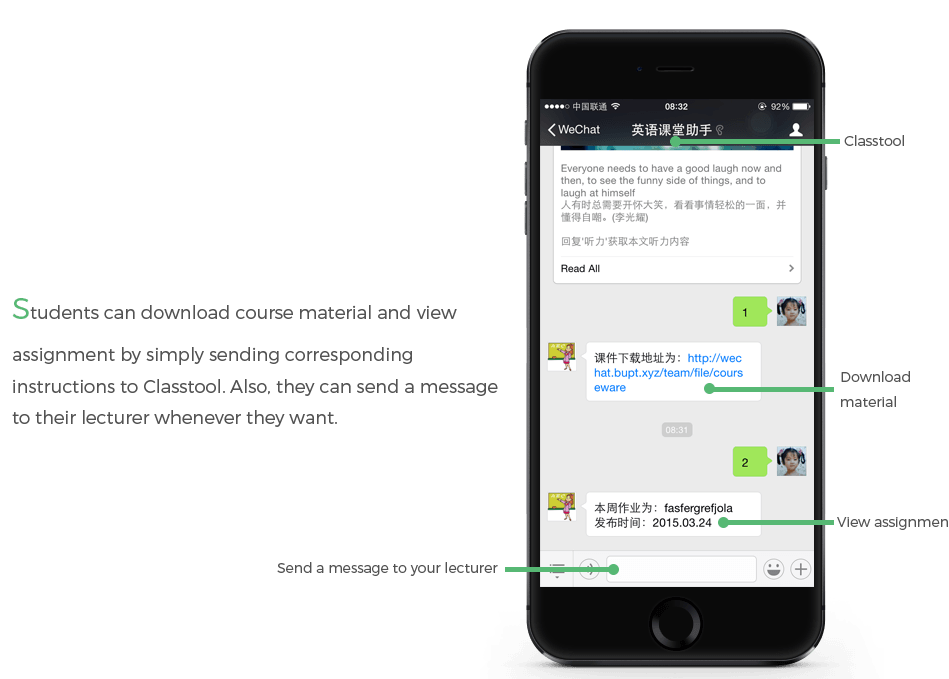 Students can download course material and view
assignment by simply sending corresponding
instructions to Classtool. Also, they can send a message
to their lecturer whenever they want.
中国联通
08:32
92%
WeChat
英语课堂助手
Classtool
Everyone needs to have a good laugh now and
then, to see the funny side of things, and to
laugh at himself
人有时总需要开怀大笑，看看事情轻松的一面，并
懂得自嘲。(李光耀)
回复'听力'获取本文听力内容
Read All
1
课件下载地址为：http://wec
hat.bupt.xyz/team/file/cours
eware
Download
material
08:31
2
本周作业为：fasfergrefjola
发布时间：2015.03.24
View assignmen
Send a message to your lecturer